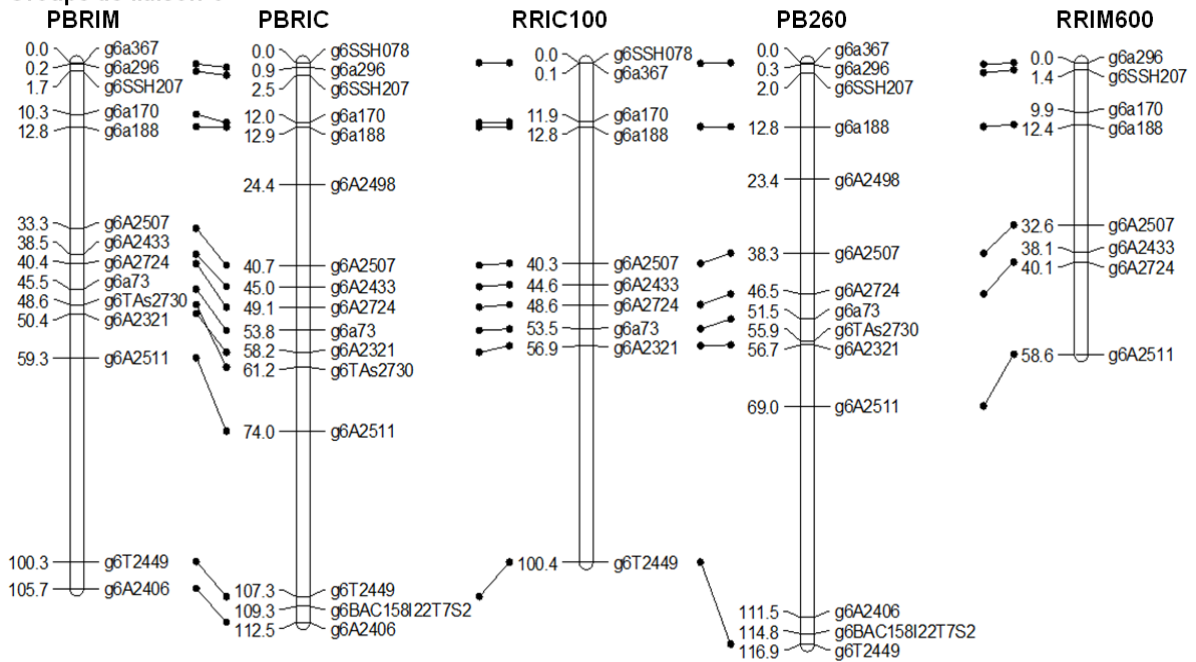 PBRIM PBRIC RRIC100 PB260 RRIM600
0.0 g6a367
0.2 g6a296
1.7 g6SSH207
10.3 g6a170
12.8 g6a188
33.3 g6A2507
38.5 g6A2433
40.4 g6A2724
45.5 g6a73
48.6 g6TAs2730
50.4 g6A2321
59.3 g6A2511
100.3 g6T2449
105.7 g6A2406
0.0 g6SSH078
0.9 g6a296
2.5 g6SSH207
12.0 g6a170
12.9 g6a188
24.4 g6A2498
40.7 g6A2507
45.0 g6A2433
49.1 g6A2724
53.8 g6a73
58.2 g6A2321
61.2 g6TAs2730
74.0 g6A2511
107.3 g6T2449
109.3 g6BAC158I22T7S2
112.5 g6A2406
0.0 g6SSH078
0.1 g6a367
11.9 g6a170
12.8 g6a188
40.3 g6A2507
44.6 g6A2433
48.6 g6A2724
53.5 g6a73
56.9 g6A2321
100.4 g6T2449
0.0 g6a367
0.3 g6a296
2.0 g6SSH207
12.8 g6a188
23.4 g6A2498
38.3 g6A2507
46.5 g6A2724
51.5 g6a73
55.9 g6TAs2730
56.7 g6A2321
69.0 g6A2511
111.5 g6A2406
114.8 g6BAC158I22T7S2
116.9 g6T2449
0.0 g6a296
1.4 g6SSH207
9.9 g6a170
12.4 g6a188
32.6 g6A2507
38.1 g6A2433
40.1 g6A2724
58.6 g6A2511